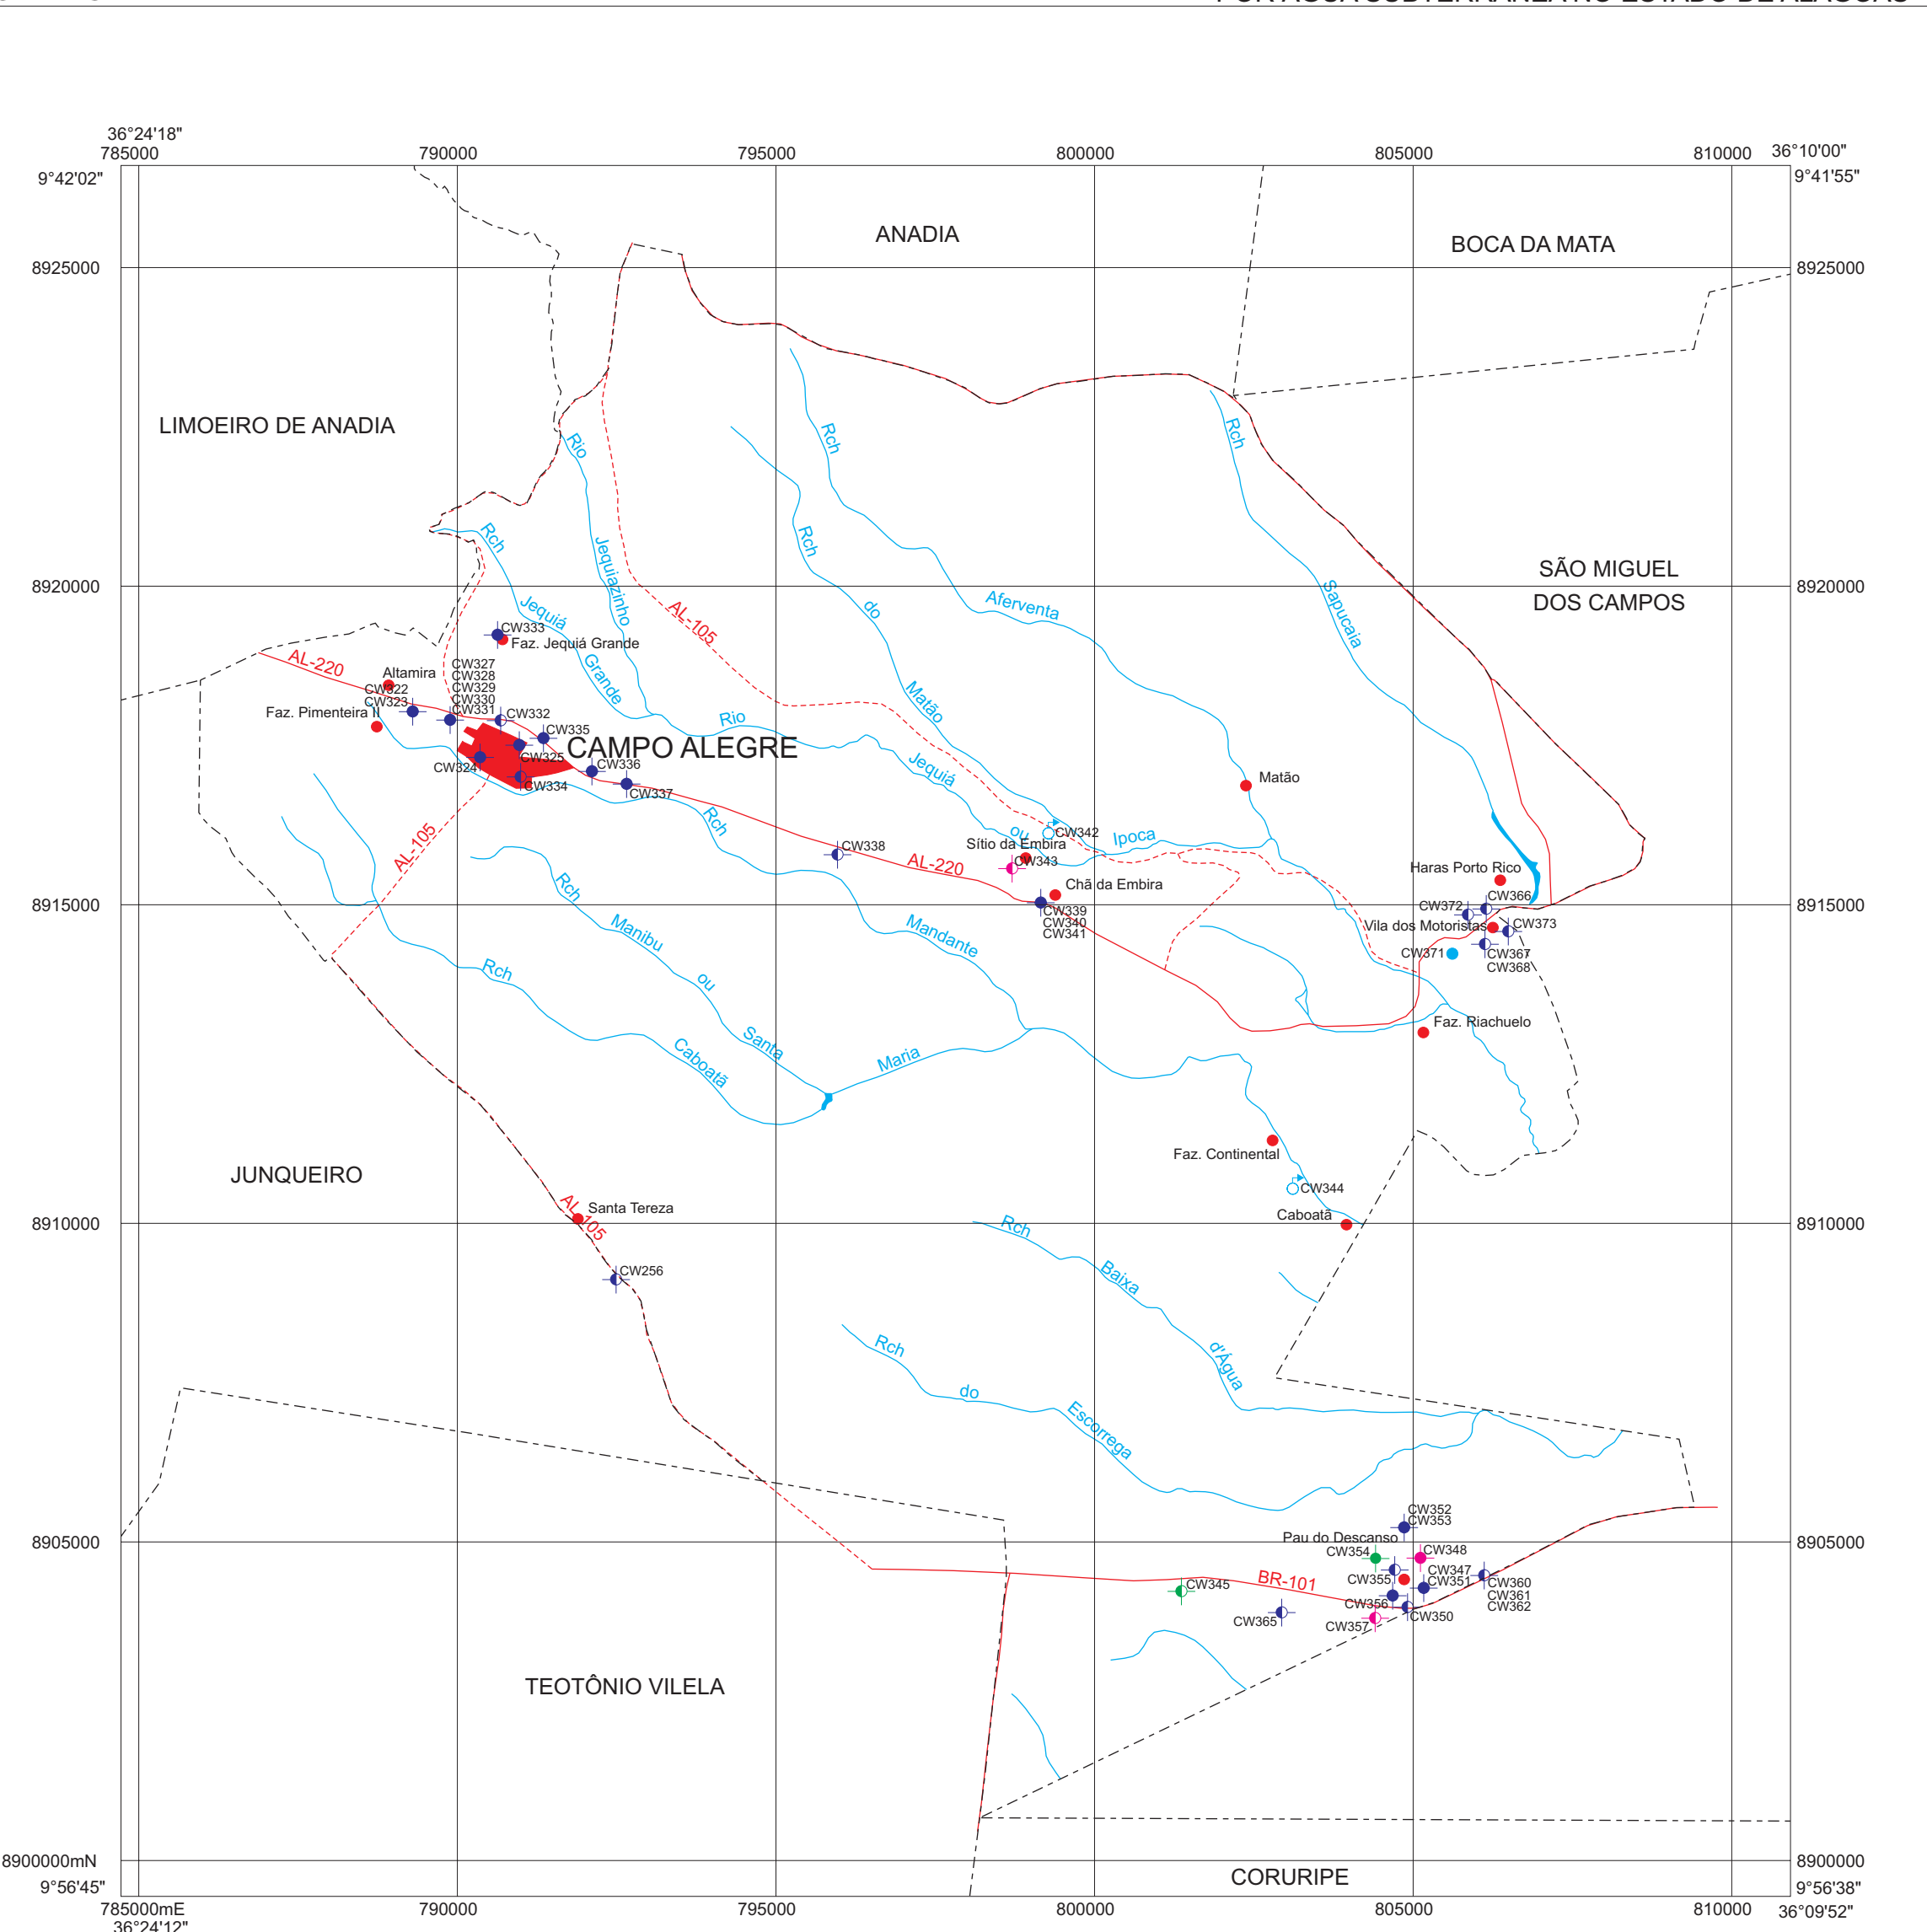 POR ÁGUA SUBTERRÂNEA NO ESTADO DE ALAGOAS
36°24'18"
785000
790000
795000
800000
805000
810000
36°10'00"
9°42'02"
9°41'55"
ANADIA
BOCA DA MATA
8925000
8925000
LIMOEIRO DE ANADIA
Rio
Rch
Rch
Rch
Rch
Jequiazinho
SÃO MIGUEL
DOS CAMPOS
8920000
8920000
Jequiá
AL-105
do
Aferventa
Sapucaia
CW333
Faz. Jequiá Grande
AL-220
Altamira
CW327
CW328
CW329
CW330
CW331
Grande
CW322
CW323
Matão
Faz. Pimenteira II
CW332
Rio
CW335
CAMPO ALEGRE
CW325
CW324
CW336
Jequiá
Matão
CW334
CW337
Rch
AL-105
ou
CW342
Ipoca
Sítio da Embira
CW338
AL-220
CW343
Haras Porto Rico
Chã da Embira
Rch
CW366
CW372
8915000
8915000
CW339
CW340
CW341
Mandante
Manibu
Vila dos Motoristas
CW373
CW371
CW367
CW368
Rch
ou
Santa
Faz. Riachuelo
Caboatã
Maria
Faz. Continental
JUNQUEIRO
CW344
Santa Tereza
Caboatã
AL-105
8910000
8910000
Rch
CW256
Baixa
Rch
d'Água
do
Escorrega
CW352
CW353
Pau do Descanso
8905000
8905000
CW354
CW348
CW347
CW355
CW351
BR-101
CW345
CW360
CW361
CW362
CW356
CW350
CW365
CW357
TEOTÔNIO VILELA
8900000mN
8900000
CORURIPE
9°56'45"
9°56'38"
785000mE
790000
795000
800000
805000
810000
36°09'52"
36°24'12"